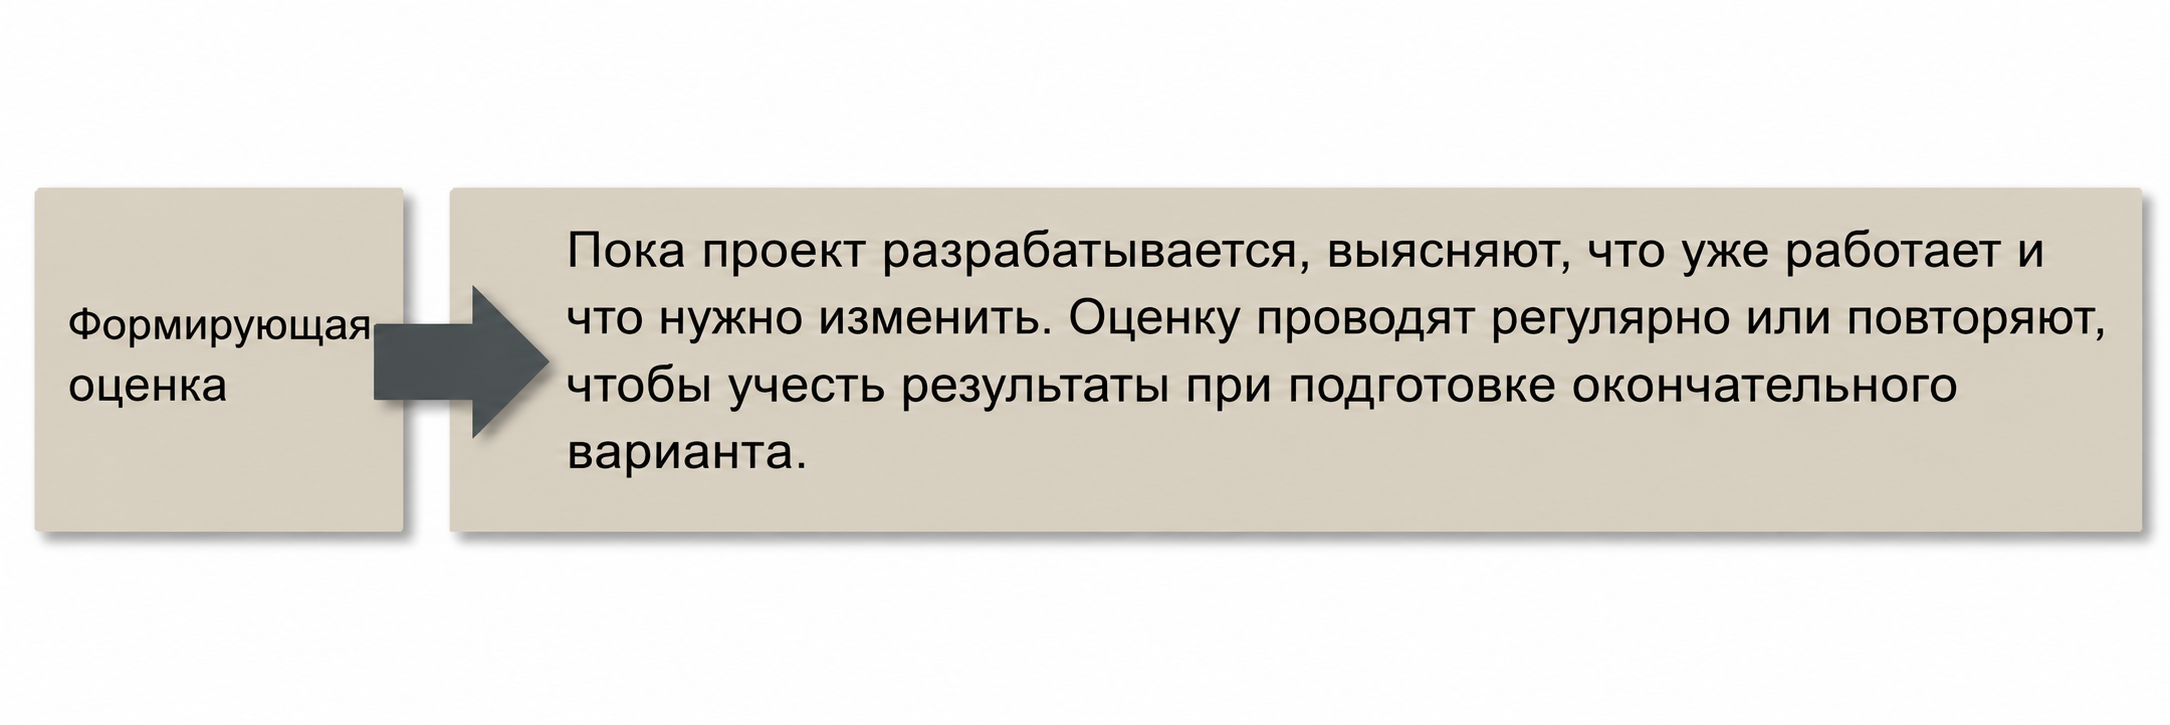 Формирующая
оценка
Пока проект разрабатывается, выясняют, что уже работает и
что нужно изменить. Оценку проводят регулярно или повторяют,
чтобы учесть результаты при подготовке окончательного
варианта.